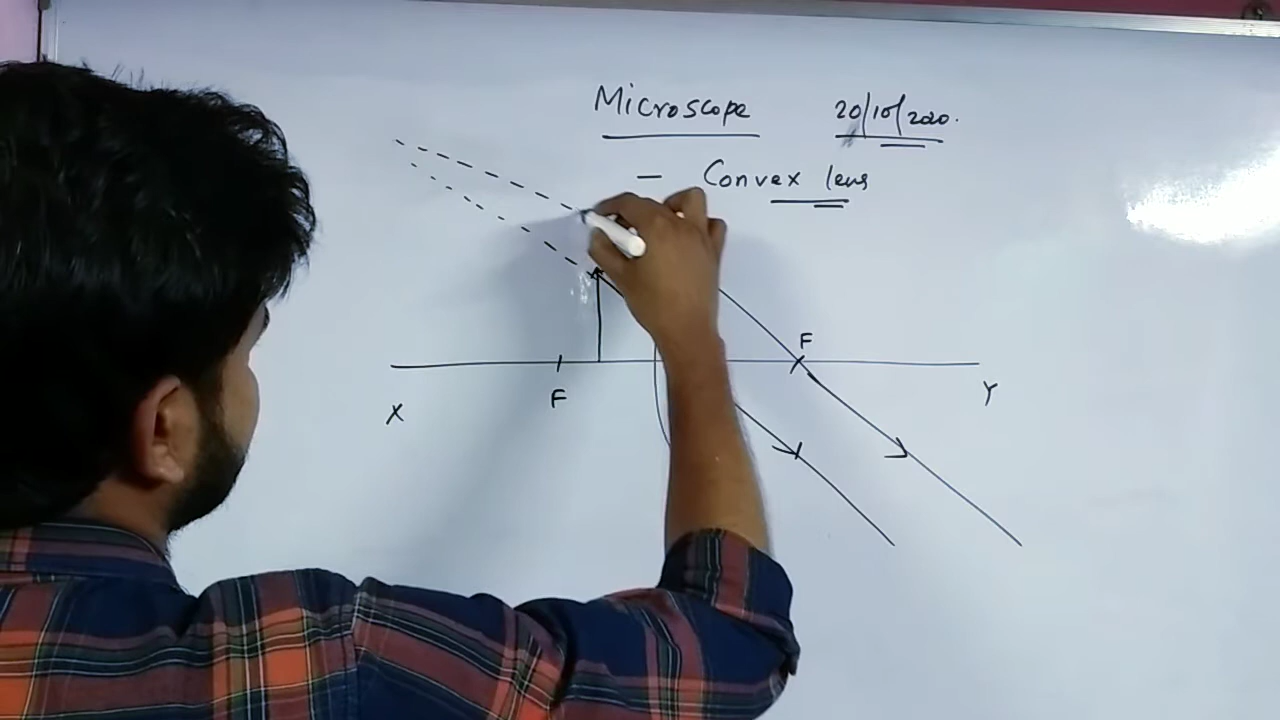 Microscope 20/10/2020.
– Convex lens
F
F
X Y